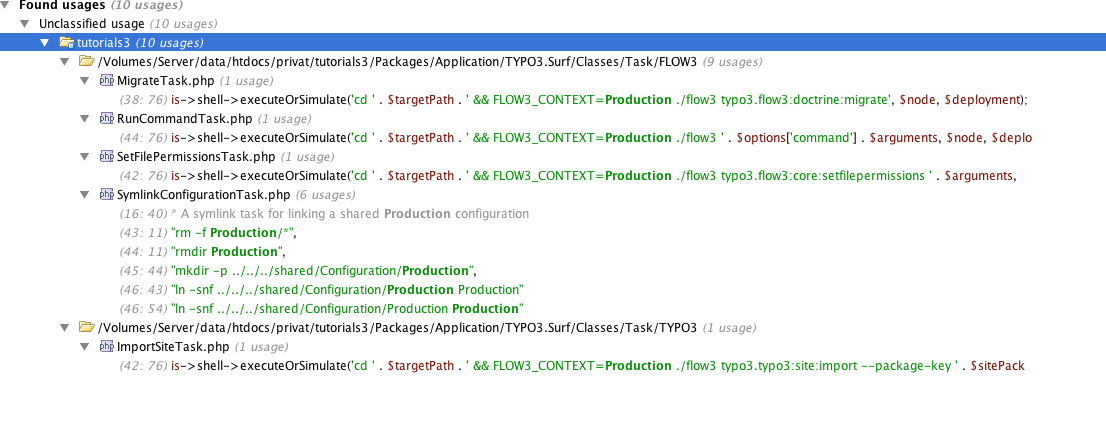 Found usages (10 usages)
Unclassified usage (10 usages)
tutorials3 (10 usages)
/Volumes/Server/data/htdocs/privat/tutorials3/Packages/Application/TYPO3.Surf/Classes/Task/FLOW3 (9 usages)
php MigrateTask.php (1 usage)
(38: 76) is->shell->executeOrSimulate('cd ' . $targetPath . ' && FLOW3_CONTEXT=Production ./flow3 typo3.flow3:doctrine:migrate', $node, $deployment);
php RunCommandTask.php (1 usage)
(44: 76) is->shell->executeOrSimulate('cd ' . $targetPath . ' && FLOW3_CONTEXT=Production ./flow3 ' . $options['command'] . $arguments, $node, $deplo
php SetFilePermissionsTask.php (1 usage)
(42: 76) is->shell->executeOrSimulate('cd ' . $targetPath . ' && FLOW3_CONTEXT=Production ./flow3 typo3.flow3:core:setfilepermissions ' . $arguments,
php SymlinkConfigurationTask.php (6 usages)
(16: 40) * A symlink task for linking a shared Production configuration
(43: 11) "rm -f Production/*",
(44: 11) "rmdir Production",
(45: 44) "mkdir -p ../../../shared/Configuration/Production",
(46: 43) "ln -snf ../../../shared/Configuration/Production Production"
(46: 54) "ln -snf ../../../shared/Configuration/Production Production"
/Volumes/Server/data/htdocs/privat/tutorials3/Packages/Application/TYPO3.Surf/Classes/Task/TYPO3 (1 usage)
php ImportSiteTask.php (1 usage)
(42: 76) is->shell->executeOrSimulate('cd ' . $targetPath . ' && FLOW3_CONTEXT=Production ./flow3 typo3.typo3:site:import --package-key ' . $sitePack